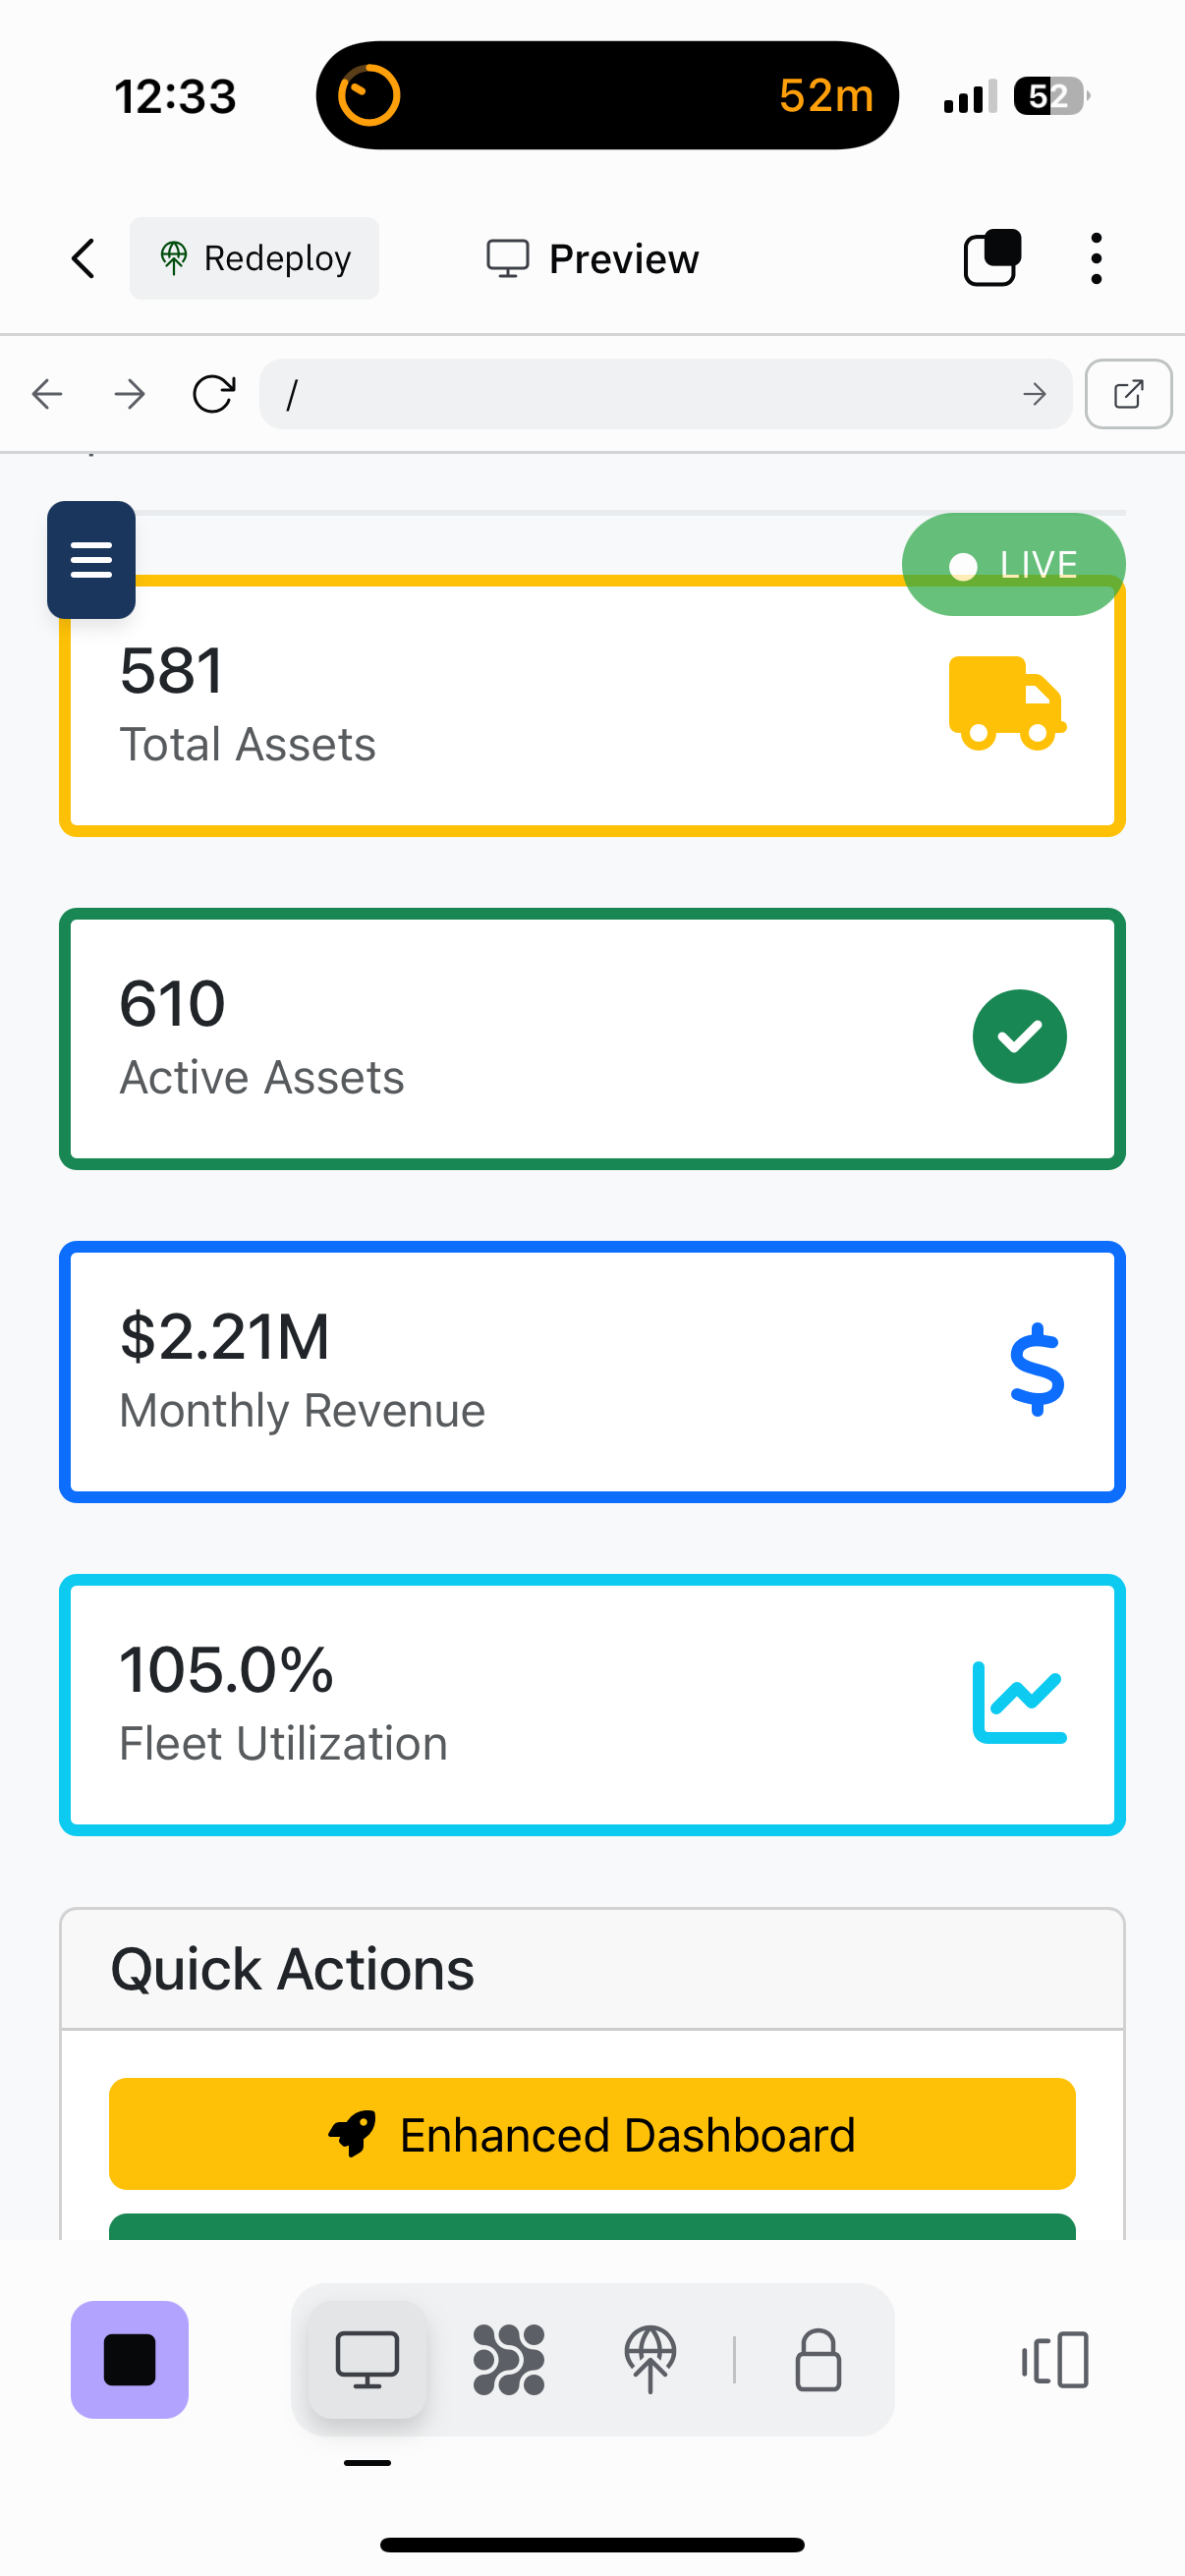 12:33
52m
52
Redeploy
Preview
/
LIVE
581
Total Assets
610
Active Assets
$2.21M
Monthly Revenue
105.0%
Fleet Utilization
Quick Actions
Enhanced Dashboard